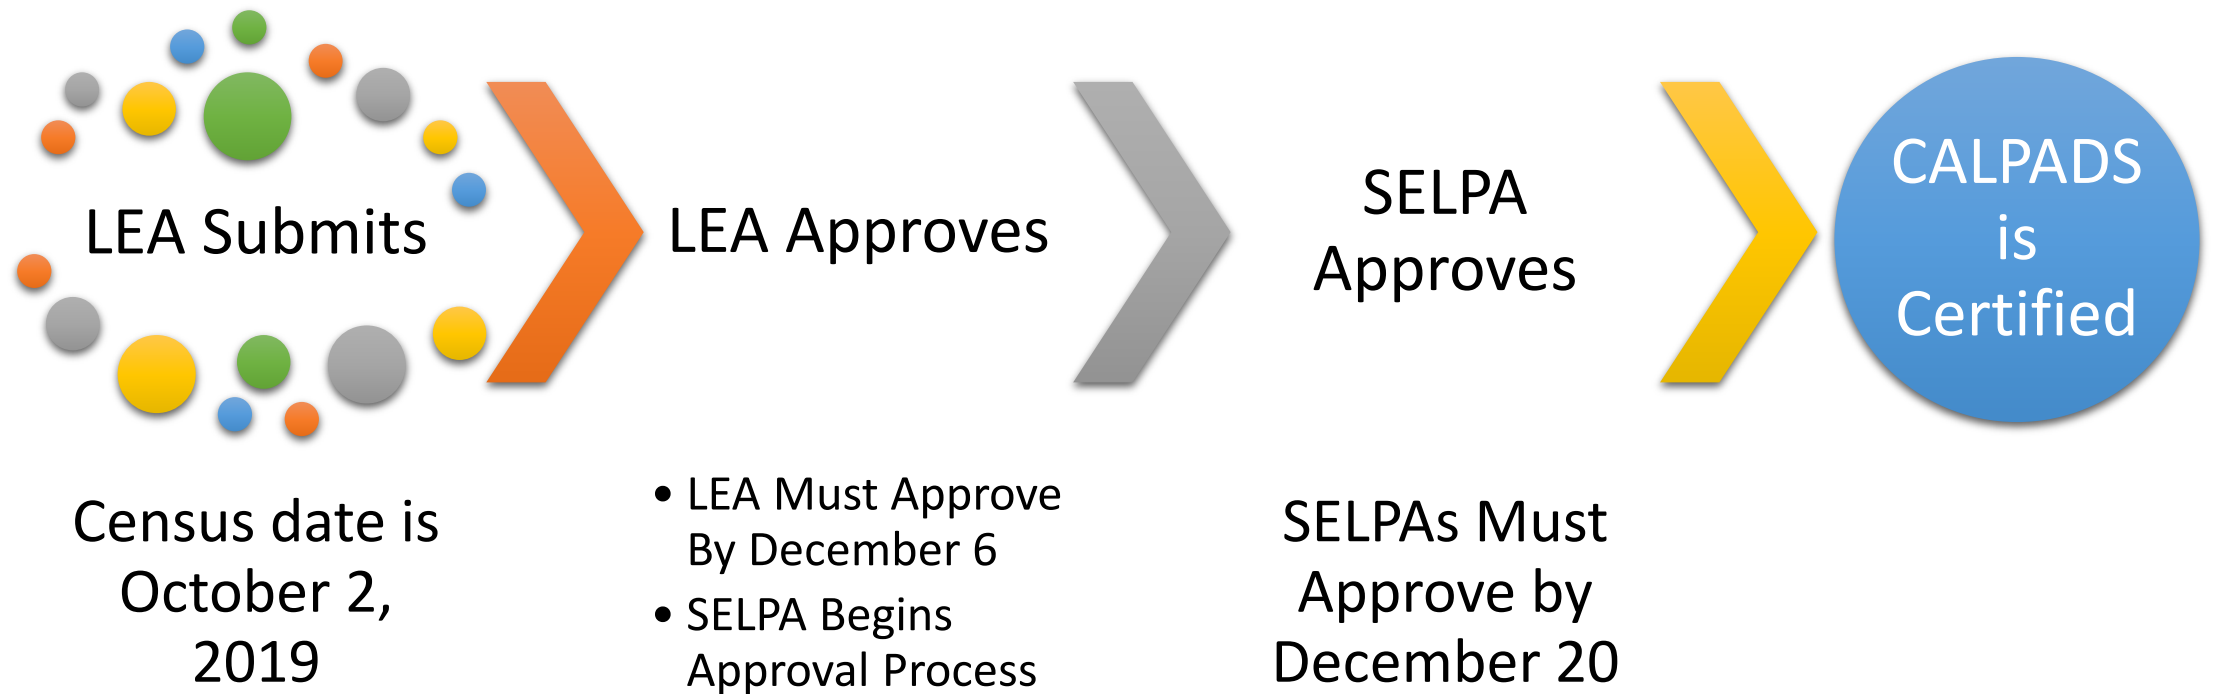 LEA Submits
LEA Approves
SELPA
Approves
CALPADS
is
Certified
Census date is
October 2,
2019
• LEA Must Approve
By December 6
• SELPA Begins
Approval Process
SELPAs Must
Approve by
December 20